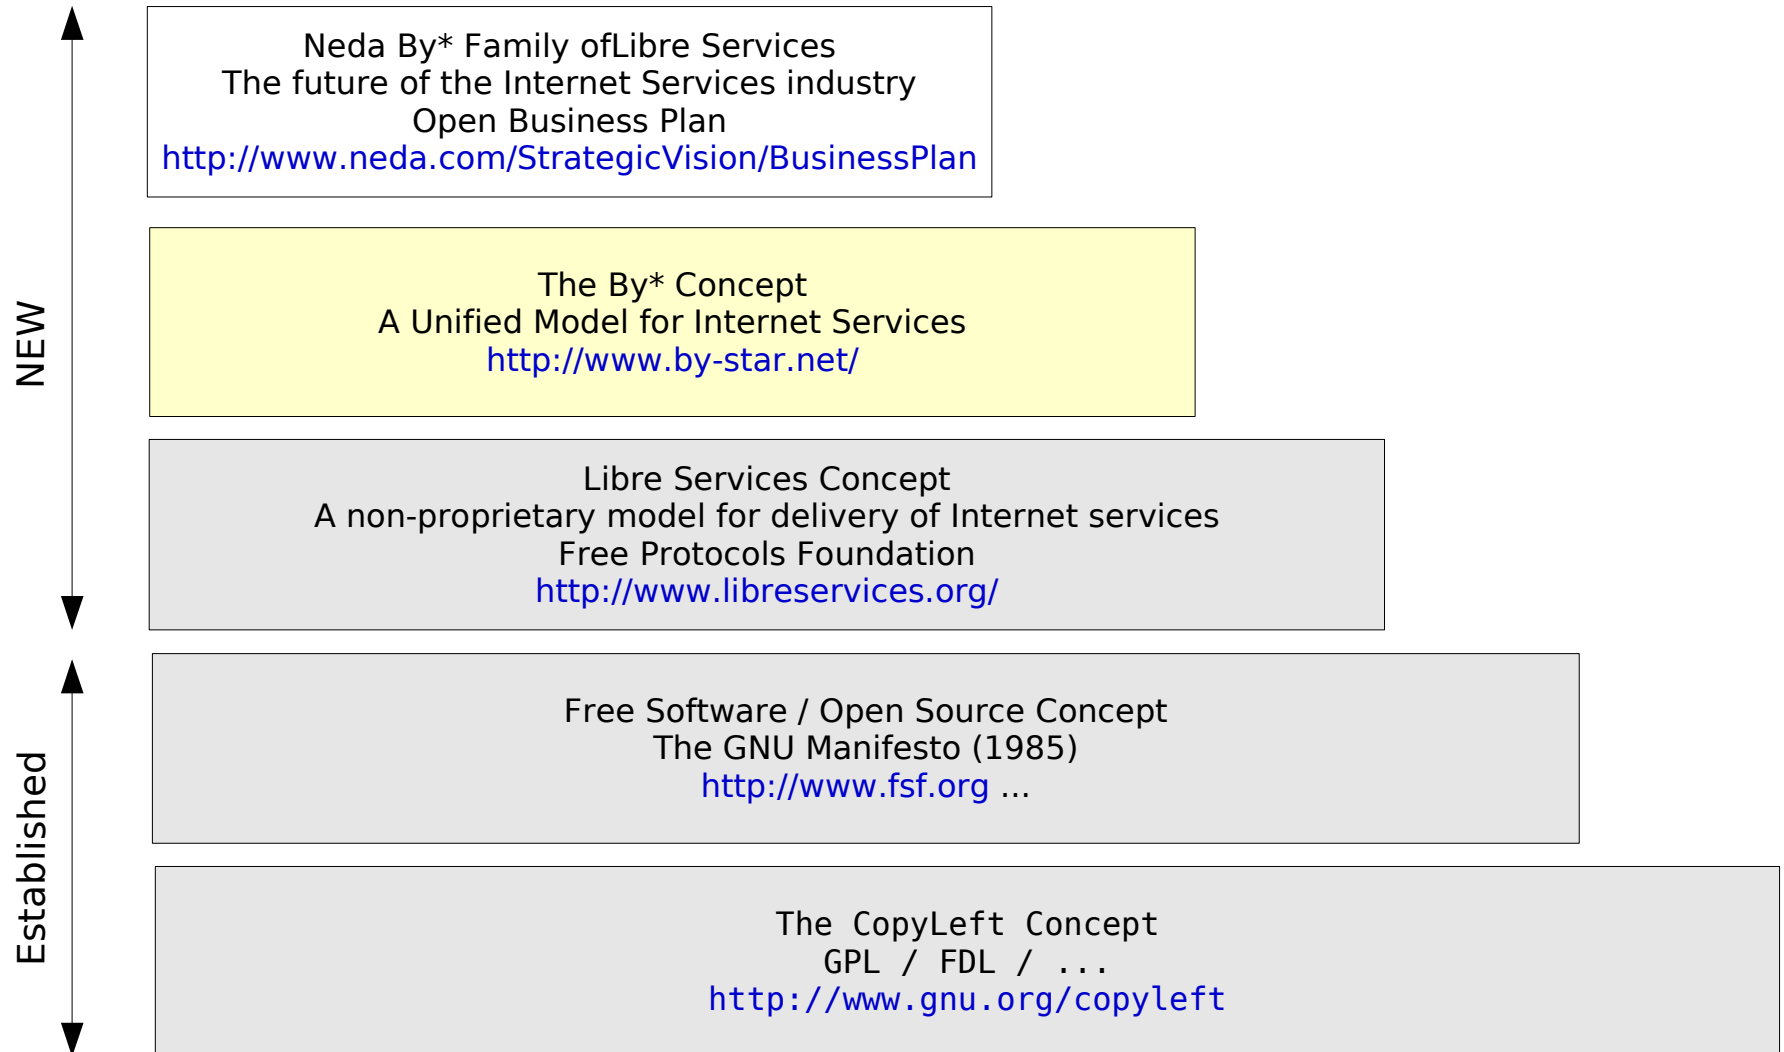 NEW
Neda By* Family ofLibre Services
The future of the Internet Services industry
Open Business Plan
http://www.neda.com/StrategicVision/BusinessPlan
The By* Concept
A Unified Model for Internet Services
http://www.by-star.net/
Libre Services Concept
A non-proprietary model for delivery of Internet services
Free Protocols Foundation
http://www.libreservices.org/
Established
Free Software / Open Source Concept
The GNU Manifesto (1985)
http://www.fsf.org ...
The CopyLeft Concept
GPL / FDL / ...
http://www.gnu.org/copyleft